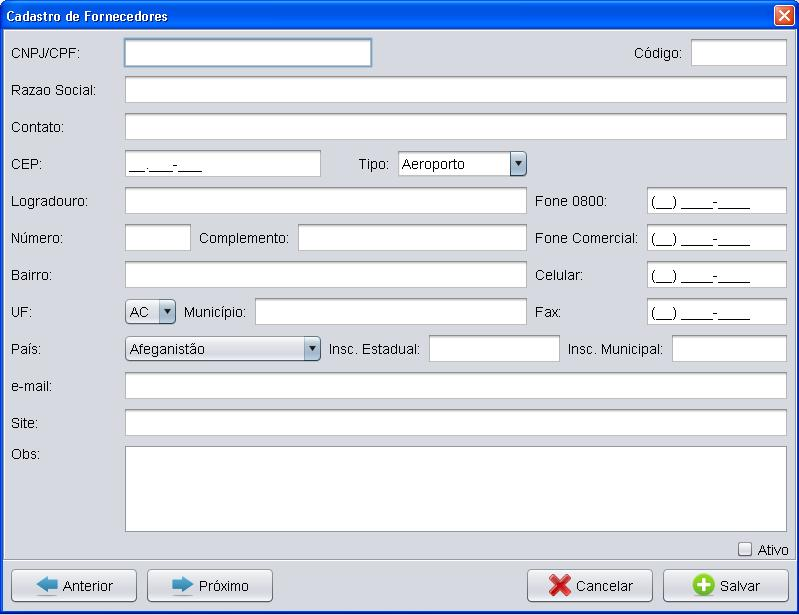 Cadastro de Fornecedores
CNPJ/CPF: Código:
Razao Social:
Contato:
CEP: __.___-___ Tipo: Aeroporto
Logradouro: Fone 0800: (__) ____-____
Número: Complemento: Fone Comercial: (__) ____-____
Bairro: Celular: (__) ____-____
UF: AC Município: Fax: (__) ____-____
País: Afeganistão Insc. Estadual: Insc. Municipal:
e-mail:
Site:
Obs:
Ativo
Anterior Próximo Cancelar Salvar